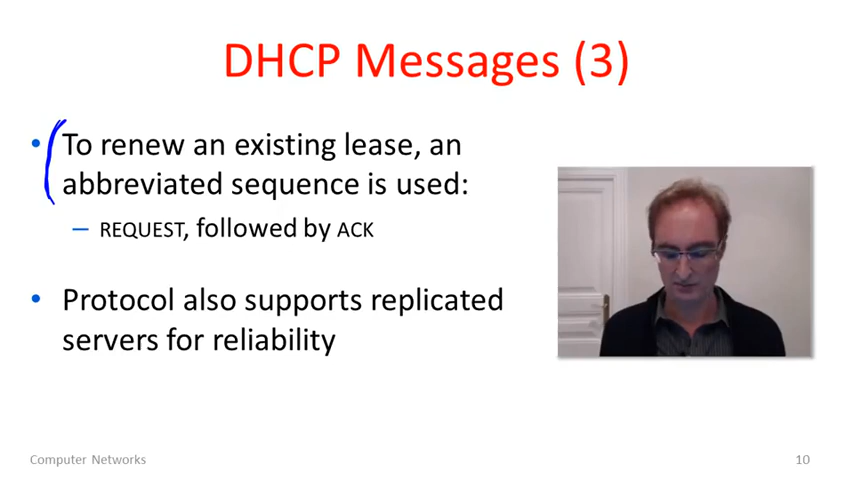 DHCP Messages (3)
• To renew an existing lease, an
abbreviated sequence is used:
– REQUEST, followed by ACK
• Protocol also supports replicated
servers for reliability
Computer Networks
10